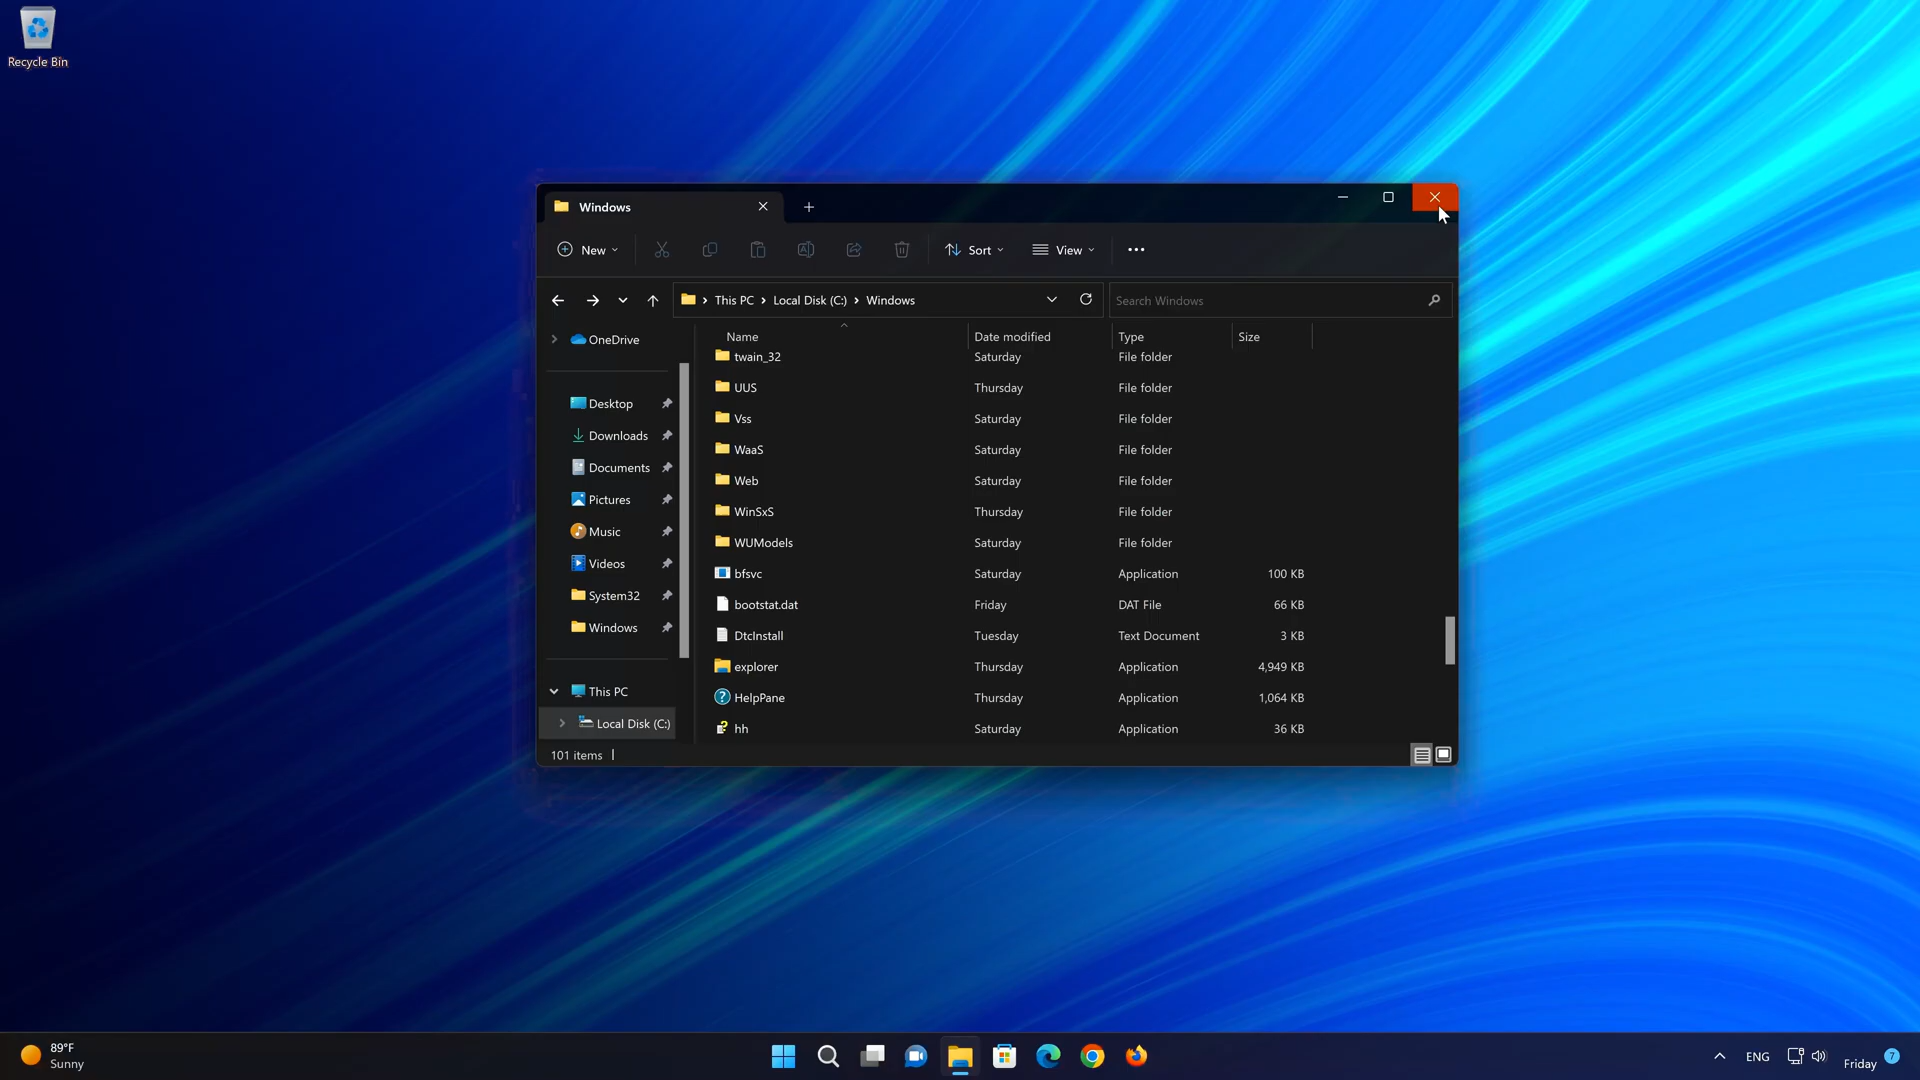 Recycle Bin
Windows
New
Sort
View
This PC
Local Disk (C:)
Windows
Search Windows
OneDrive
Desktop
Downloads
Documents
Pictures
Music
Videos
System32
Windows
This PC
Local Disk (C:)
Name Date modified Type Size
twain_32 Saturday File folder
UUS Thursday File folder
Vss Saturday File folder
WaaS Saturday File folder
Web Saturday File folder
WinSxS Thursday File folder
WUModels Saturday File folder
bfsvc Saturday Application 100 KB
bootstat.dat Friday DAT File 66 KB
DtcInstall Tuesday Text Document 3 KB
explorer Thursday Application 4,949 KB
HelpPane Thursday Application 1,064 KB
hh Saturday Application 36 KB
101 items
89°F
Sunny
ENG
Friday
7